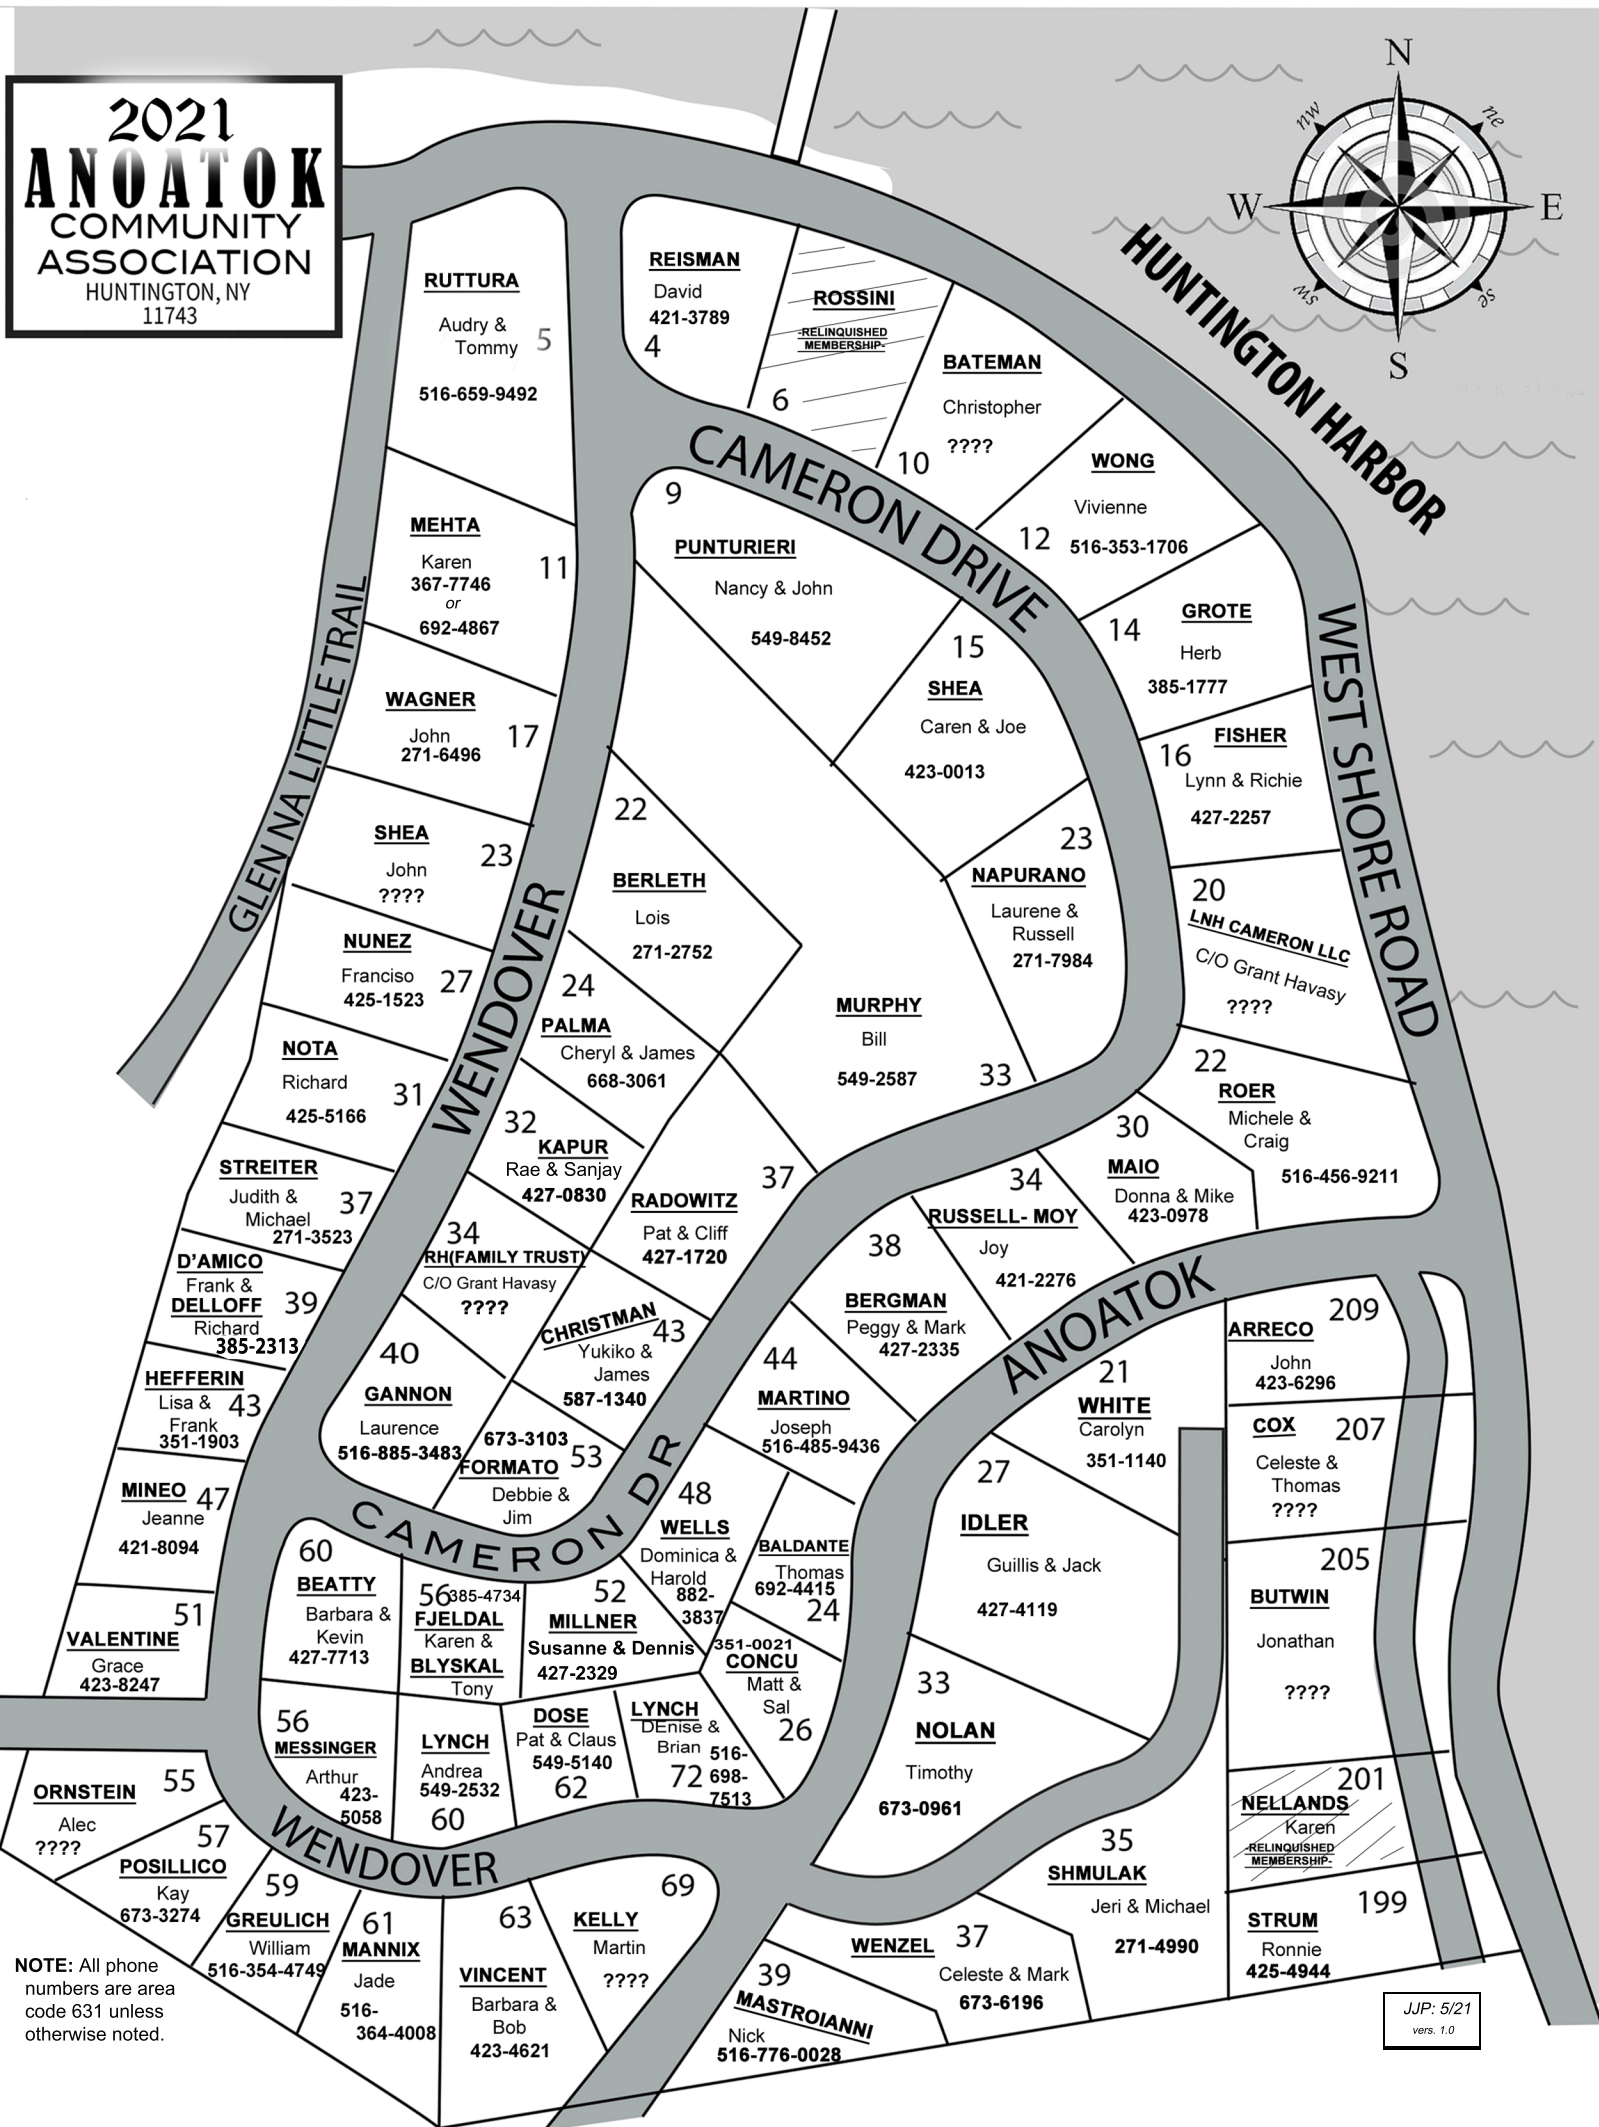 2021
ANOATOK
COMMUNITY
ASSOCIATION
HUNTINGTON, NY
11743
N
ne
E
se
S
sw
W
nw
HUNTINGTON HARBOR
WEST SHORE ROAD
CAMERON DRIVE
GLEN NA LITTLE TRAIL
WENDOVER
ANOATOK
CAMERON DR
WENDOVER
RUTTURA
Audry &
Tommy
5
516-659-9492
REISMAN
David
421-3789
4
ROSSINI
-RELINQUISHED
MEMBERSHIP-
6
BATEMAN
Christopher
????
10
WONG
Vivienne
12
516-353-1706
GROTE
14
Herb
385-1777
FISHER
16
Lynn & Richie
427-2257
20
LNH CAMERON LLC
C/O Grant Havasy
????
22
ROER
Michele &
Craig
516-456-9211
30
MAIO
Donna & Mike
423-0978
34
RUSSELL- MOY
Joy
421-2276
38
BERGMAN
Peggy & Mark
427-2335
44
MARTINO
Joseph
516-485-9436
48
WELLS
Dominica &
Harold
882-
3837
BALDANTE
Thomas
692-4415
24
351-0021
CONCU
Matt &
Sal
26
9
PUNTURIERI
Nancy & John
549-8452
15
SHEA
Caren & Joe
423-0013
23
NAPURANO
Laurene &
Russell
271-7984
MURPHY
Bill
549-2587
33
37
RADOWITZ
Pat & Cliff
427-1720
CHRISTMAN
43
Yukiko &
James
587-1340
673-3103
53
FORMATO
Debbie &
Jim
22
BERLETH
Lois
271-2752
24
PALMA
Cheryl & James
668-3061
32
KAPUR
Rae & Sanjay
427-0830
34
RH(FAMILY TRUST)
C/O Grant Havasy
????
40
GANNON
Laurence
516-885-3483
MEHTA
Karen
11
367-7746
or
692-4867
WAGNER
John
17
271-6496
SHEA
John
23
????
NUNEZ
Franciso
27
425-1523
NOTA
Richard
31
425-5166
STREITER
Judith &
37
Michael
271-3523
D'AMICO
Frank &
DELLOFF
39
Richard
385-2313
HEFFERIN
Lisa &
43
Frank
351-1903
MINEO
47
Jeanne
421-8094
51
VALENTINE
Grace
423-8247
60
BEATTY
Barbara &
Kevin
427-7713
56
385-4734
FJELDAL
Karen &
BLYSKAL
Tony
52
MILLNER
Susanne & Dennis
427-2329
56
MESSINGER
Arthur
423-
5058
LYNCH
Andrea
549-2532
60
DOSE
Pat & Claus
549-5140
62
LYNCH
DEnise &
Brian
516-
72
698-
7513
ORNSTEIN
55
Alec
????
57
POSILLICO
Kay
673-3274
59
GREULICH
William
516-354-4749
61
MANNIX
Jade
516-
364-4008
63
VINCENT
Barbara &
Bob
423-4621
69
KELLY
Martin
????
21
WHITE
Carolyn
351-1140
27
IDLER
Guillis & Jack
427-4119
33
NOLAN
Timothy
673-0961
35
SHMULAK
Jeri & Michael
271-4990
WENZEL
37
Celeste & Mark
673-6196
39
MASTROIANNI
Nick
516-776-0028
209
ARRECO
John
423-6296
COX
207
Celeste &
Thomas
????
205
BUTWIN
Jonathan
????
201
NELLANDS
Karen
-RELINQUISHED
MEMBERSHIP-
199
STRUM
Ronnie
425-4944
NOTE: All phone
numbers are area
code 631 unless
otherwise noted.
JJP: 5/21
vers. 1.0